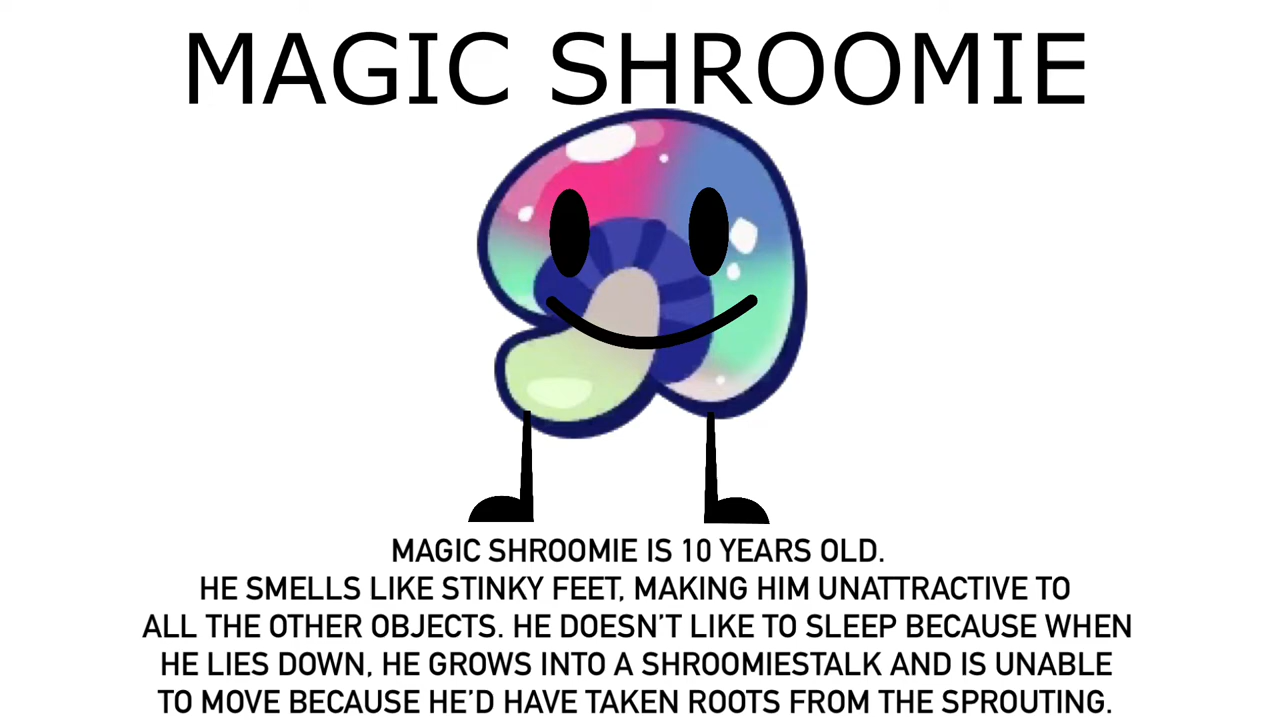 MAGIC SHROOMIE
MAGIC SHROOMIE IS 10 YEARS OLD.
HE SMELLS LIKE STINKY FEET, MAKING HIM UNATTRACTIVE TO
ALL THE OTHER OBJECTS. HE DOESN'T LIKE TO SLEEP BECAUSE WHEN
HE LIES DOWN, HE GROWS INTO A SHROOMIESTALK AND IS UNABLE
TO MOVE BECAUSE HE'D HAVE TAKEN ROOTS FROM THE SPROUTING.